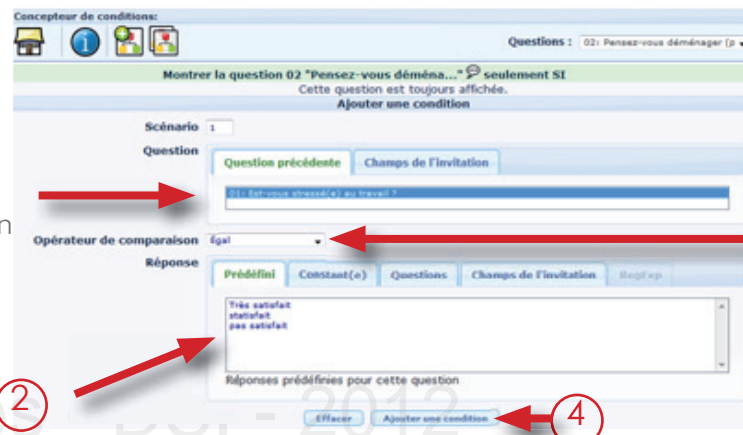 Concepteur de conditions:
Questions : 02: Pensez-vous déménager (p
Montrer la question 02 "Pensez-vous déména..." seulement SI
Cette question est toujours affichée.
Ajouter une condition
Scénario 1
Question
Question précédente Champs de l'invitation
01: Est-vous stressé(e) au travail ?
n
Opérateur de comparaison Égal
Réponse
Prédéfini Constant(e) Questions Champs de l'invitation RegExp
Très satisfait
statisfait
pas satisfait
Réponses prédéfinies pour cette question
2
Effacer Ajouter une condition 4
2012